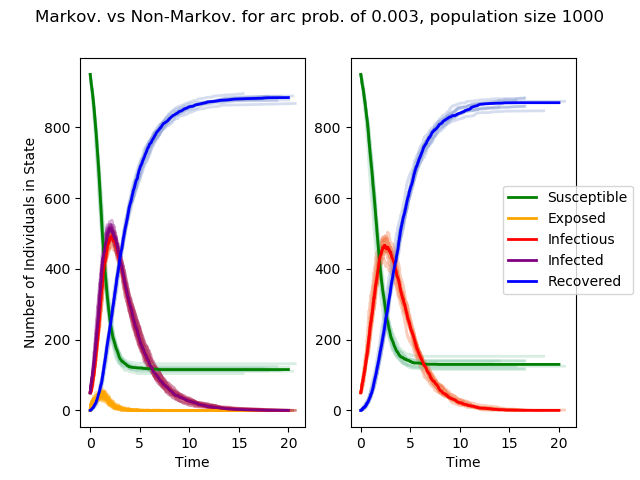 Markov. vs Non-Markov. for arc prob. of 0.003, population size 1000
Number of Individuals in State
800
600
400
200
0
0 5 10 15 20
Time
800
600
400
200
0
0 5 10 15 20
Time
Susceptible
Exposed
Infectious
Infected
Recovered